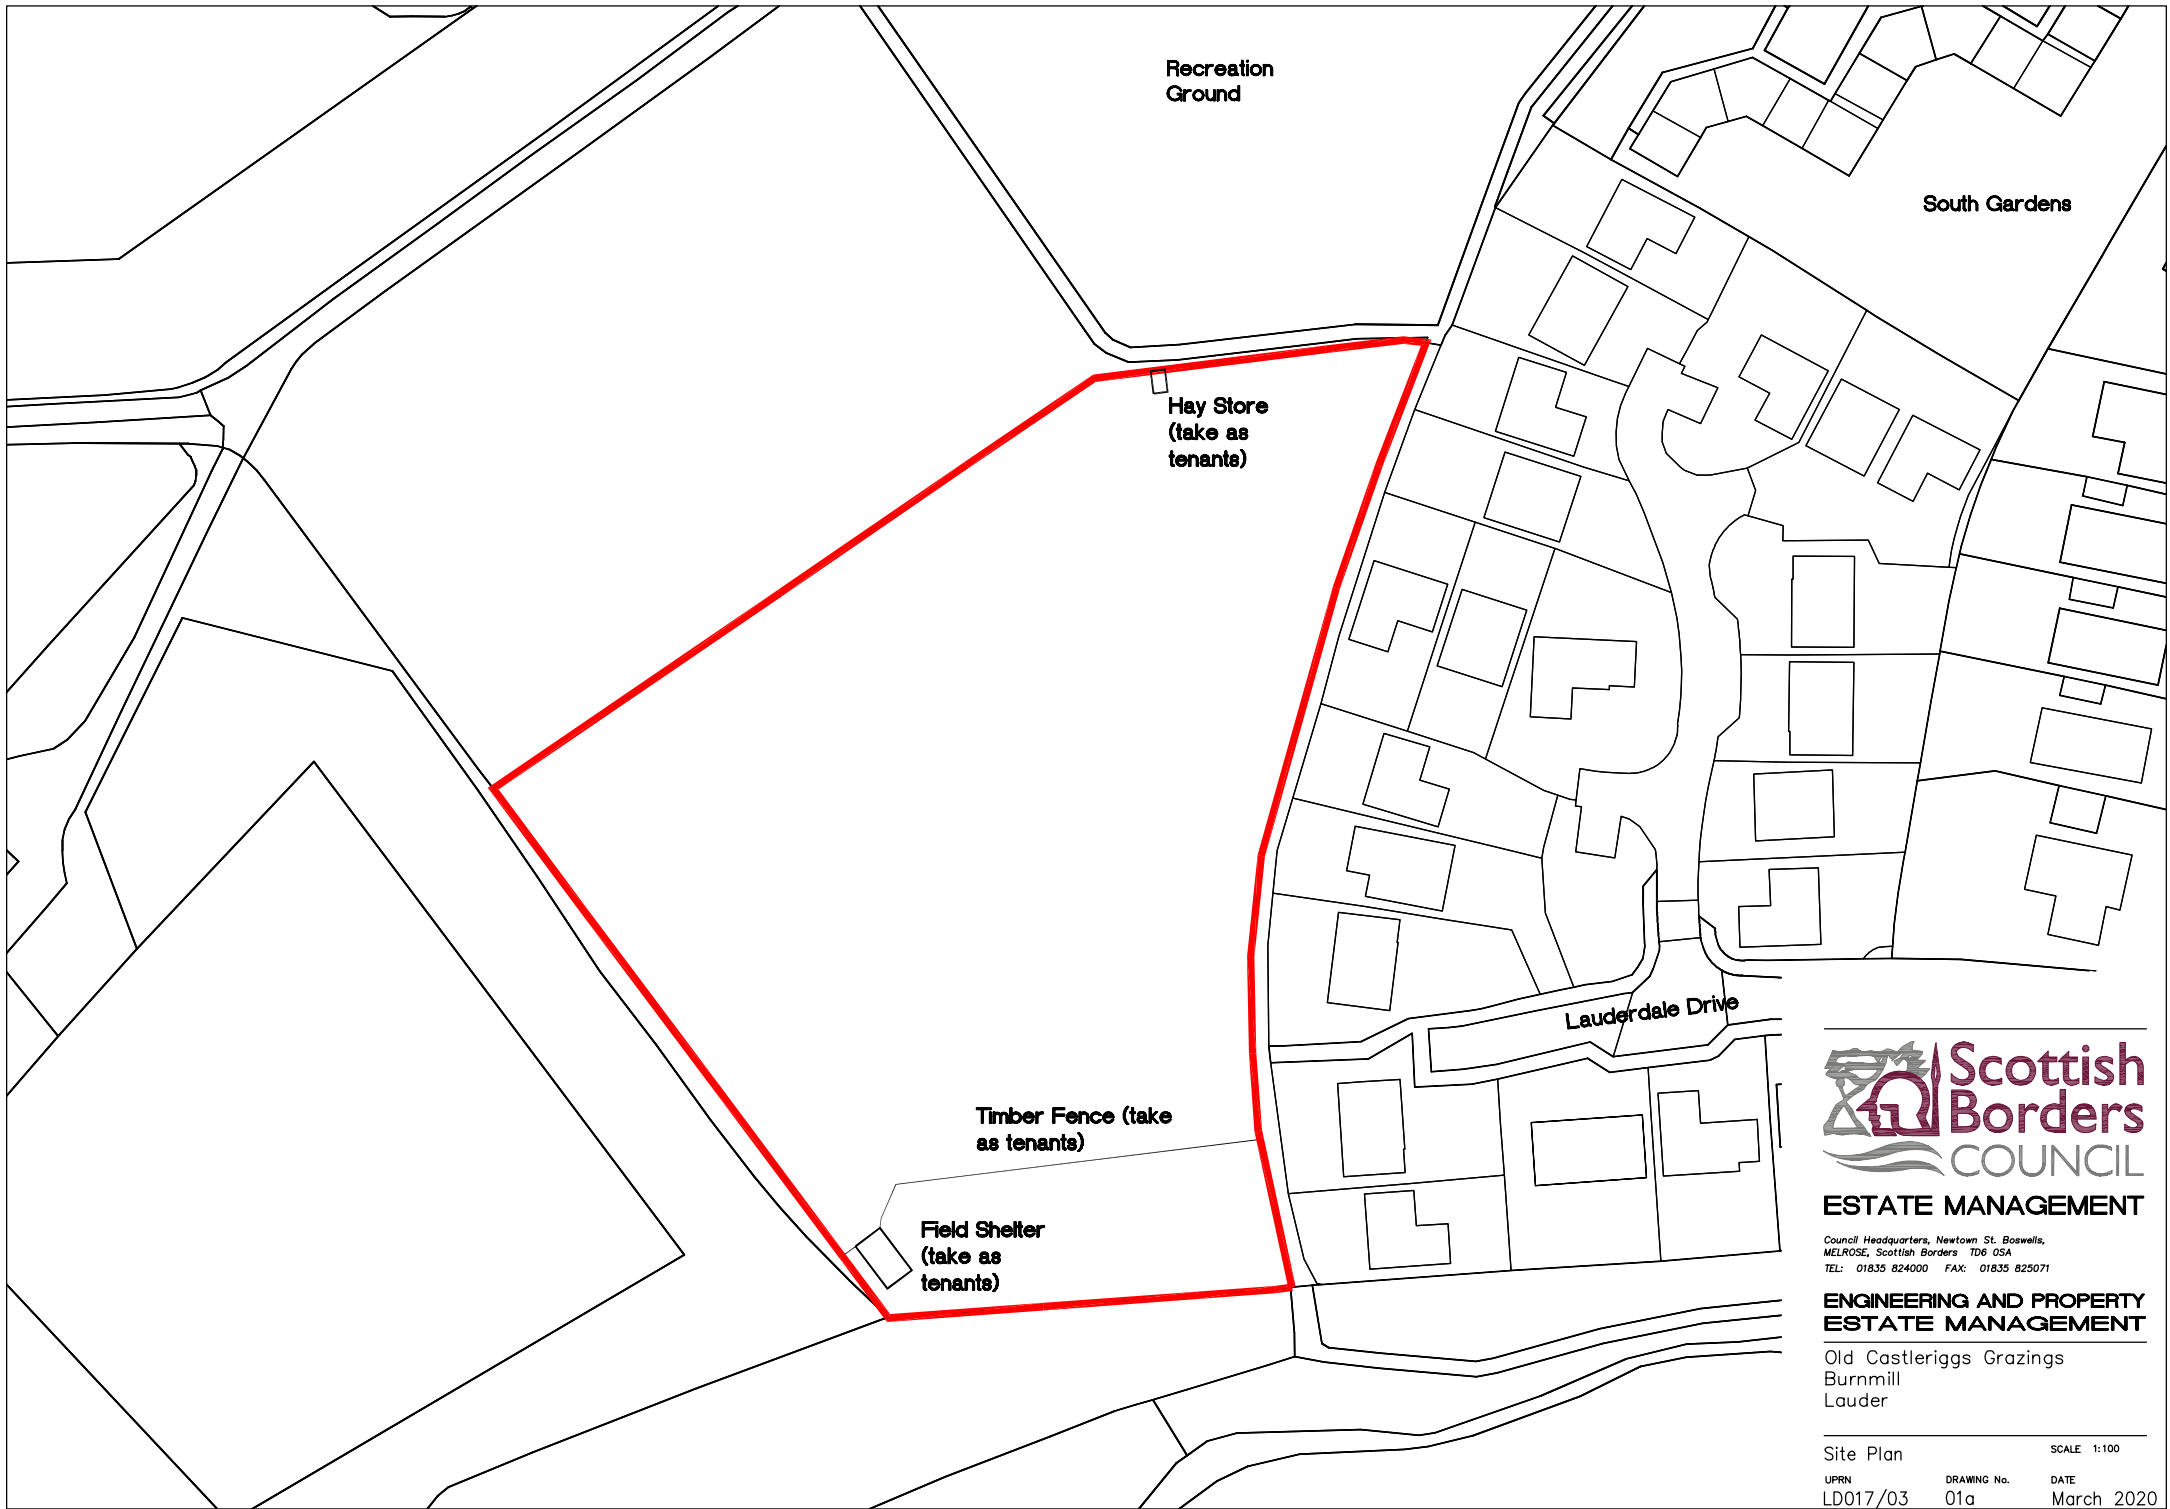 Recreation
Ground
South Gardens
Hay Store
(take as
tenants)
Lauderdale Drive
Timber Fence (take
as tenants)
Field Shelter
(take as
tenants)
Scottish
Borders
COUNCIL
ESTATE MANAGEMENT
Council Headquarters, Newtown St. Boswells,
MELROSE, Scottish Borders TD6 0SA
TEL: 01835 824000 FAX: 01835 825071
ENGINEERING AND PROPERTY
ESTATE MANAGEMENT
Old Castleriggs Grazings
Burnmill
Lauder
Site Plan SCALE 1:100
UPRN DRAWING No. DATE
LD017/03 01a March 2020